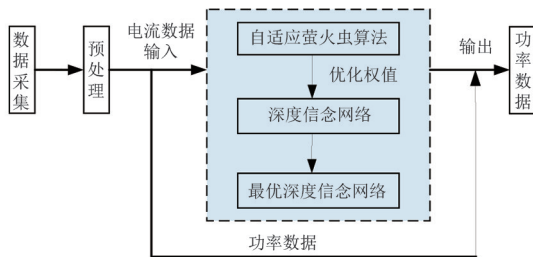 数据采集
预处理
电流数据
输入
自适应萤火虫算法
优化权值
深度信念网络
最优深度信念网络
输出
功率数据
功率数据